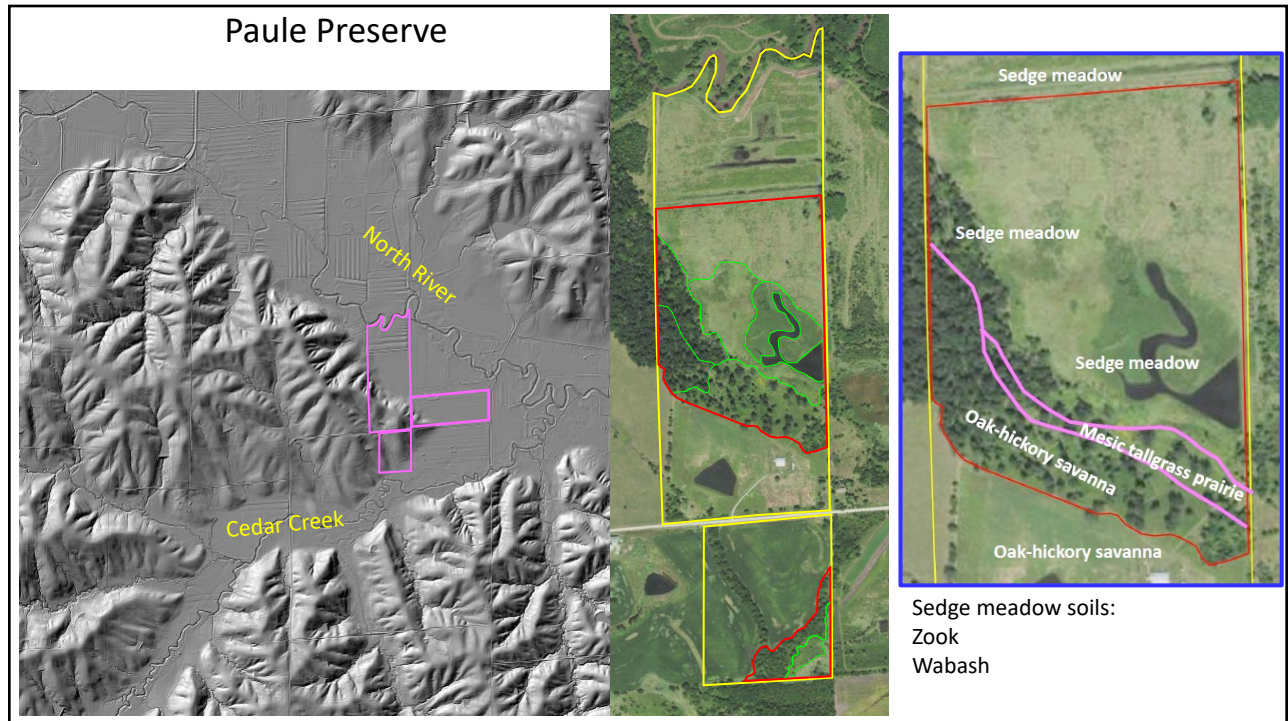 Paule Preserve
North River
Cedar Creek
Sedge meadow
Sedge meadow
Sedge meadow
Mesic tallgrass prairie
Oak-hickory savanna
Oak-hickory savanna
Sedge meadow soils:
Zook
Wabash